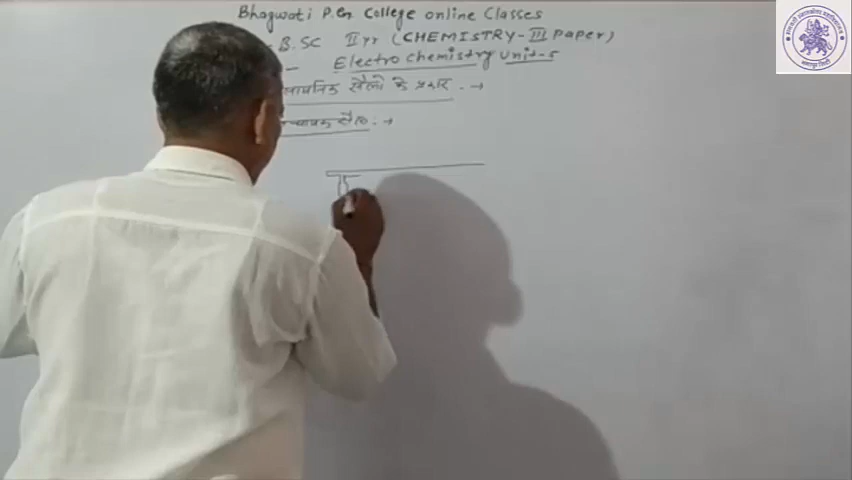 Bhagwati P.G College online Classes
B.SC IIyr (CHEMISTRY-III Paper)
Electro Chemistry Unit-5
सैलो के प्रकार . →
सैल . →